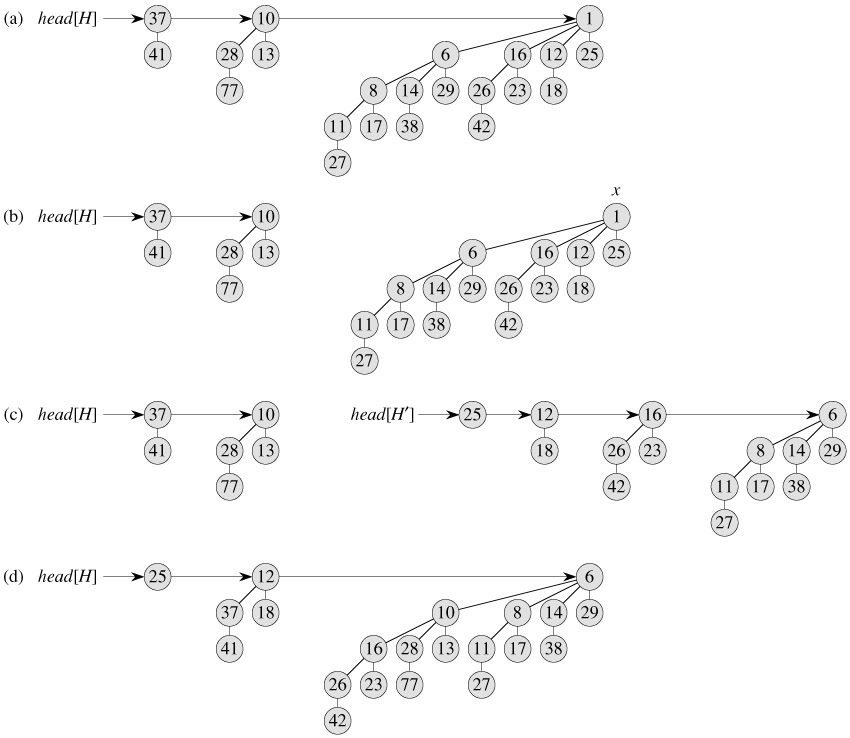 (a) head[H] 37 10 1
41 28 13 6 16 12 25
77 8 14 29 26 23 18
11 17 38 42
27
x
(b) head[H] 37 10 1
41 28 13 6 16 12 25
77 8 14 29 26 23 18
11 17 38 42
27
(c) head[H] 37 10 head[H′] 25 12 16 6
41 28 13 18 26 23 8 14 29
77 42 11 17 38
27
(d) head[H] 25 12 6
37 18 10 8 14 29
41 16 28 13 11 17 38
26 23 77 27
42